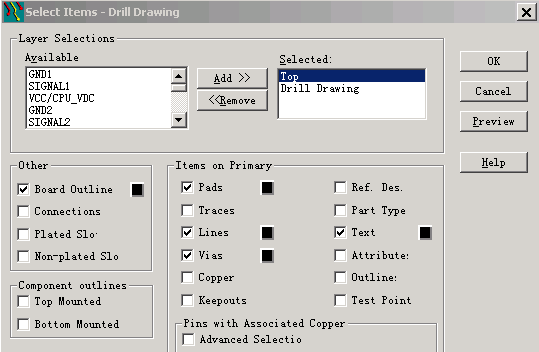 Select Items - Drill Drawing
Layer Selections
Available
GND1
SIGNAL1
VCC/CPU_VDC
GND2
SIGNAL2
Add >>
<<Remove
Selected:
Top
Drill Drawing
OK
Cancel
Preview
Help
Other
Board Outline
Connections
Plated Slo
Non-plated Slo
Component outlines
Top Mounted
Bottom Mounted
Items on Primary
Pads
Traces
Lines
Vias
Copper
Keepouts
Ref. Des.
Part Type
Text
Attribute:
Outline:
Test Point
Pins with Associated Copper
Advanced Selectio